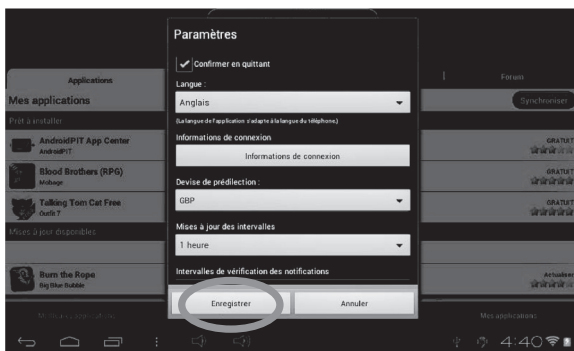 Paramètres
Confirmer en quittant
Langue :
Anglais
(La langue de l'application s'adapte à la langue du téléphone.)
Informations de connexion
Informations de connexion
Devise de prédilection :
GBP
Mises à jour des intervalles
1 heure
Intervalles de vérification des notifications
Enregistrer
Annuler
Applications
Forum
Mes applications
Synchroniser
Prêt à installer
AndroidPIT App Center
AndroidPIT
GRATUIT
Blood Brothers (RPG)
Mobage
GRATUIT
Talking Tom Cat Free
Outfit 7
GRATUIT
Mises à jour disponibles
Burn the Rope
Big Blue Bubble
Actualiser
Mes applications
4:40